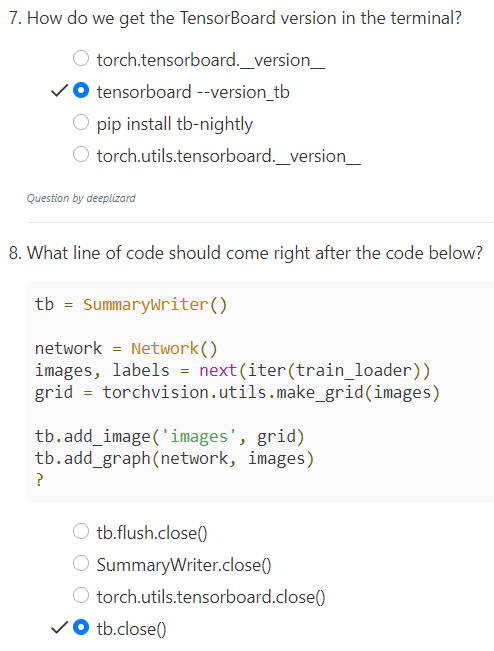 7. How do we get the TensorBoard version in the terminal?
torch.tensorboard.__version__
tensorboard --version_tb
pip install tb-nightly
torch.utils.tensorboard.__version__
Question by deeplizard
8. What line of code should come right after the code below?
tb = SummaryWriter()
network = Network()
images, labels = next(iter(train_loader))
grid = torchvision.utils.make_grid(images)
tb.add_image('images', grid)
tb.add_graph(network, images)
?
tb.flush.close()
SummaryWriter.close()
torch.utils.tensorboard.close()
tb.close()